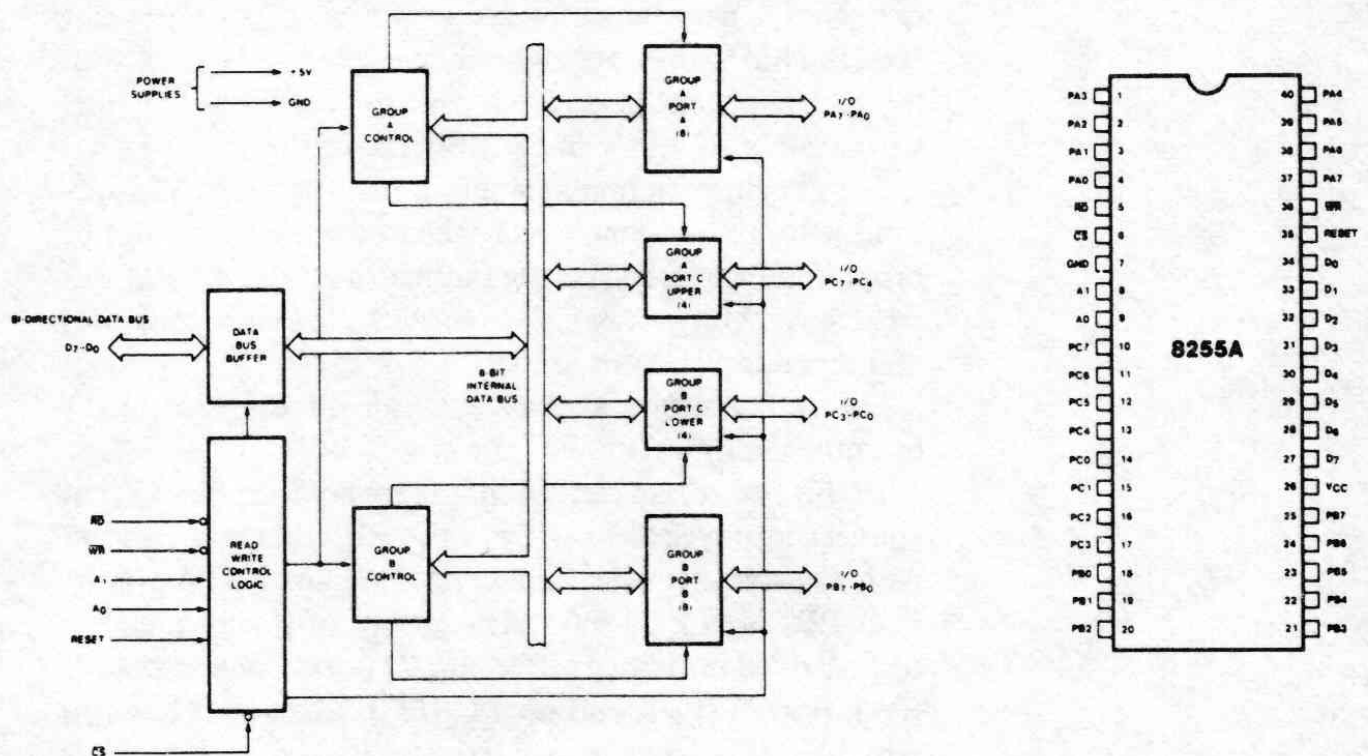 POWER
SUPPLIES
+5V
GND
GROUP
A
CONTROL
GROUP
A
PORT
A
(8)
I/O
PA7-PA0
GROUP
A
PORT C
UPPER
(4)
I/O
PC7-PC4
BI-DIRECTIONAL DATA BUS
D7-D0
DATA
BUS
BUFFER
8-BIT
INTERNAL
DATA BUS
GROUP
B
PORT C
LOWER
(4)
I/O
PC3-PC0
R̅D̅
W̅R̅
A1
A0
RESET
C̅S̅
READ
WRITE
CONTROL
LOGIC
GROUP
B
CONTROL
GROUP
B
PORT
B
(8)
I/O
PB7-PB0
8255A
PA3 1
PA2 2
PA1 3
PA0 4
R̅D̅ 5
C̅S̅ 6
GND 7
A1 8
A0 9
PC7 10
PC6 11
PC5 12
PC4 13
PC0 14
PC1 15
PC2 16
PC3 17
PB0 18
PB1 19
PB2 20
40 PA4
39 PA5
38 PA6
37 PA7
36 W̅R̅
35 RESET
34 D0
33 D1
32 D2
31 D3
30 D4
29 D5
28 D6
27 D7
26 VCC
25 PB7
24 PB6
23 PB5
22 PB4
21 PB3